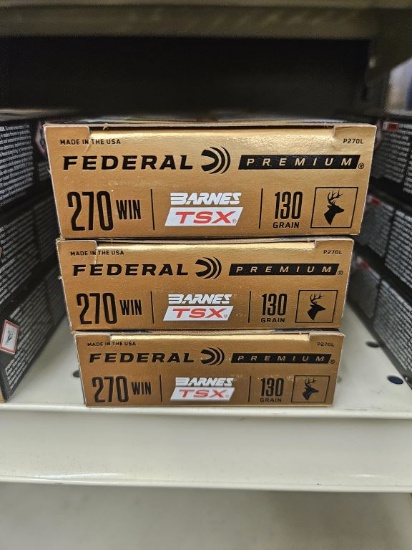 MADE IN THE USA P270L
FEDERAL PREMIUM®
270 WIN BARNES TSX® 130 GRAIN
MADE IN THE USA P270L
FEDERAL PREMIUM®
270 WIN BARNES TSX® 130 GRAIN
MADE IN THE USA P270L
FEDERAL PREMIUM®
270 WIN BARNES TSX® 130 GRAIN